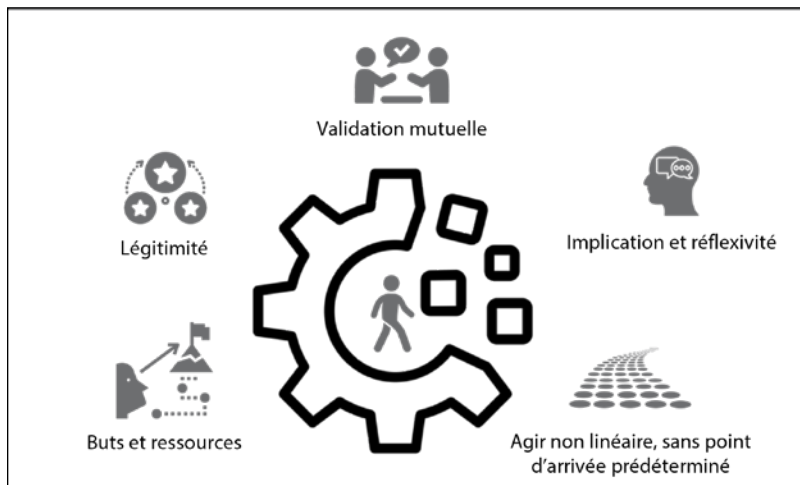 Validation mutuelle
Légitimité
Implication et réflexivité
Buts et ressources
Agir non linéaire, sans point
d'arrivée prédéterminé